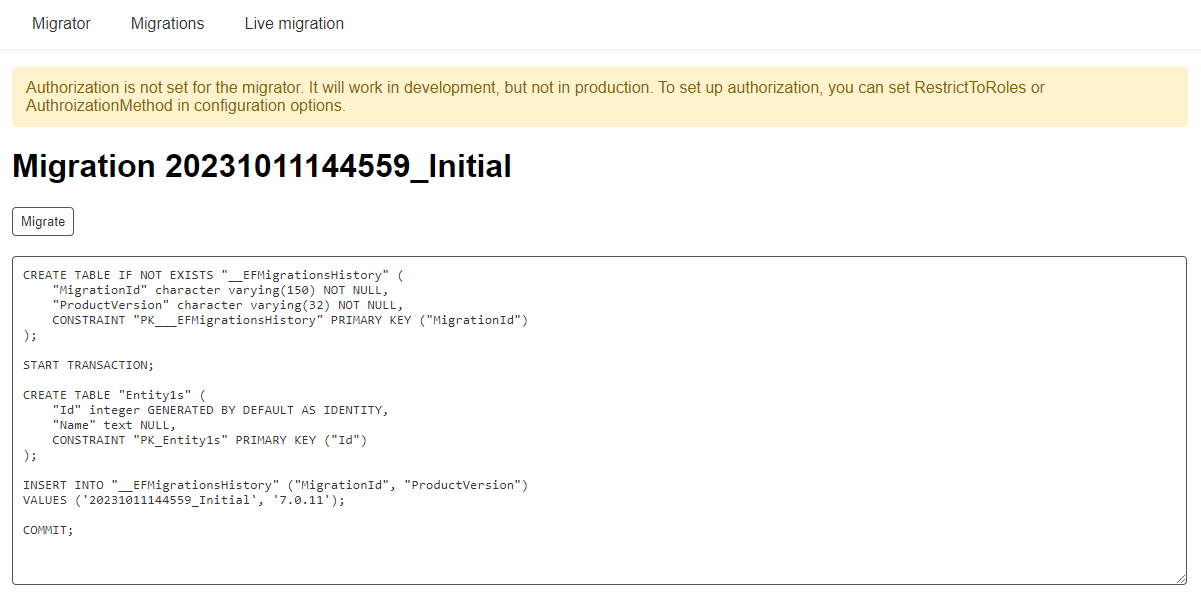 Migrator Migrations Live migration
Authorization is not set for the migrator. It will work in development, but not in production. To set up authorization, you can set RestrictToRoles or
AuthroizationMethod in configuration options.
Migration 20231011144559_Initial
Migrate
CREATE TABLE IF NOT EXISTS "__EFMigrationsHistory" (
    "MigrationId" character varying(150) NOT NULL,
    "ProductVersion" character varying(32) NOT NULL,
    CONSTRAINT "PK___EFMigrationsHistory" PRIMARY KEY ("MigrationId")
);
START TRANSACTION;
CREATE TABLE "Entity1s" (
    "Id" integer GENERATED BY DEFAULT AS IDENTITY,
    "Name" text NULL,
    CONSTRAINT "PK_Entity1s" PRIMARY KEY ("Id")
);
INSERT INTO "__EFMigrationsHistory" ("MigrationId", "ProductVersion")
VALUES ('20231011144559_Initial', '7.0.11');
COMMIT;